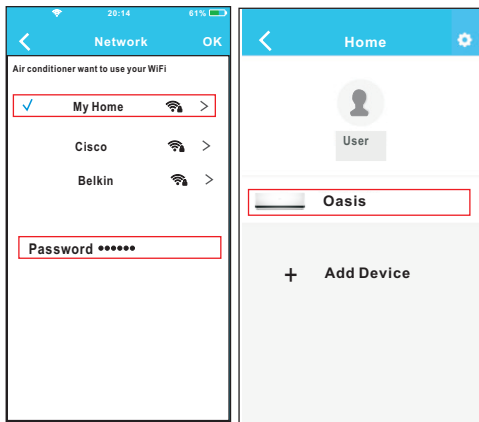 20:14 61%
Network OK
Air conditioner want to use your WiFi
My Home
Cisco
Belkin
Password ••••••
Home
User
Oasis
+ Add Device